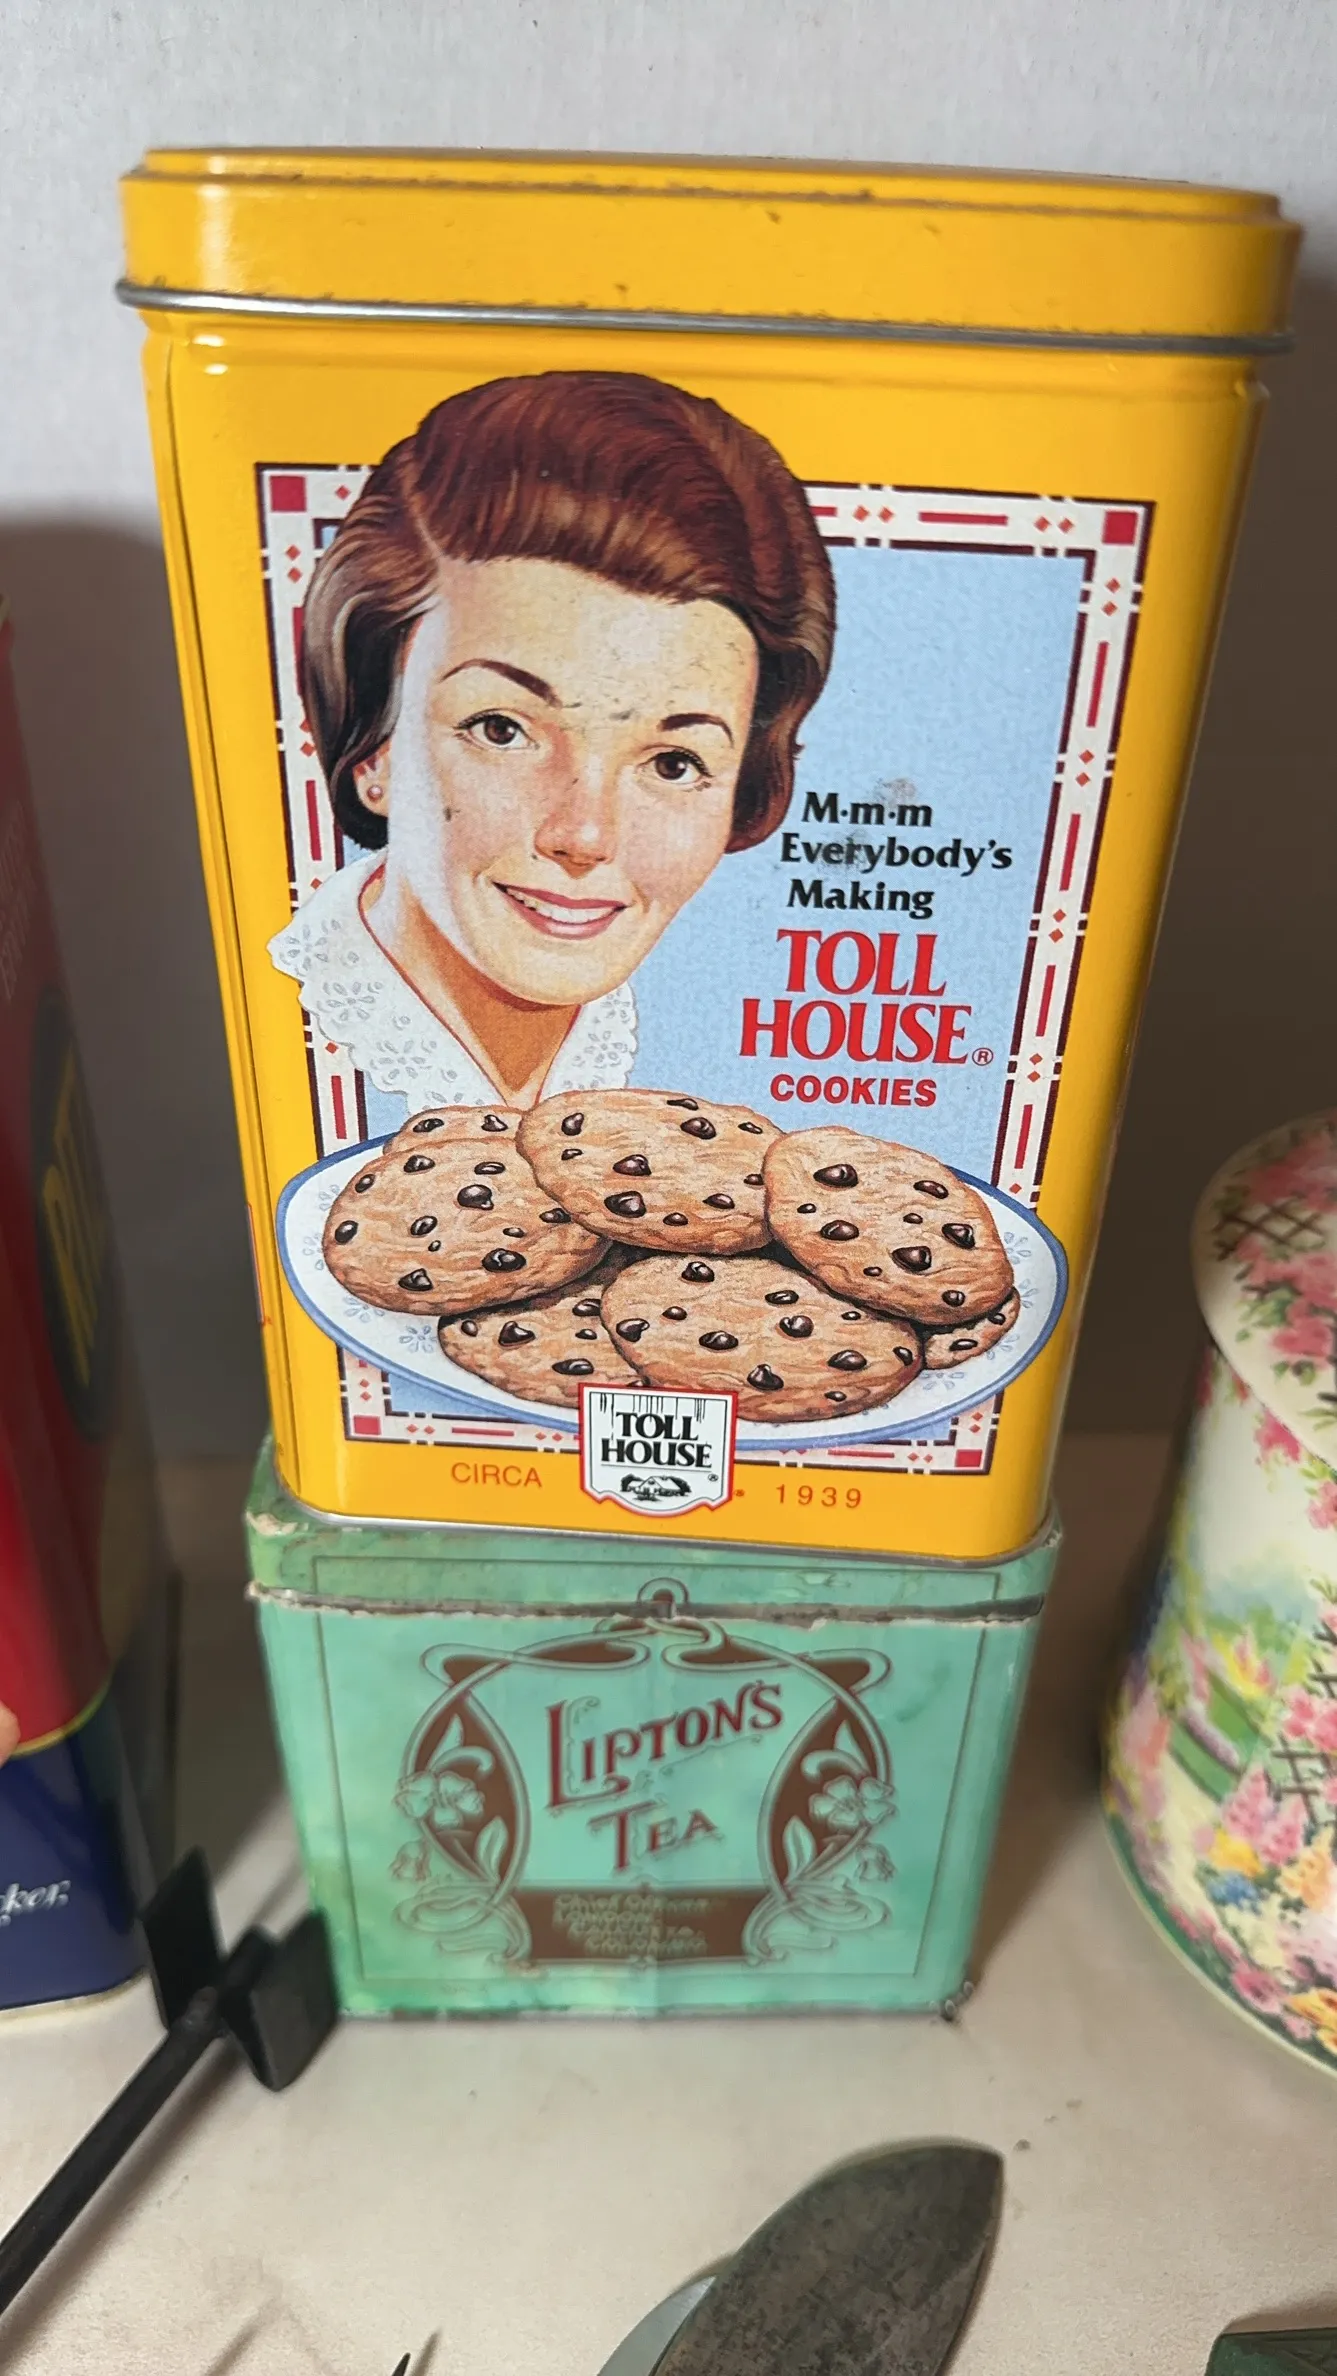 M·m·m
Everybody's
Making
TOLL
HOUSE®
COOKIES
TOLL
HOUSE®
CIRCA 1939
LIPTON'S
TEA